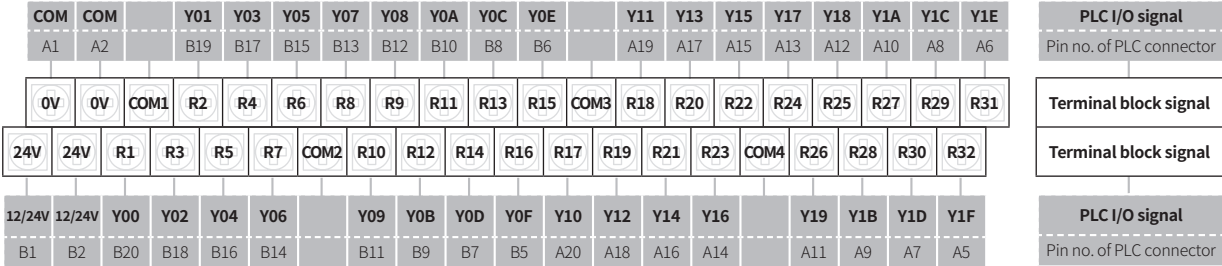 COM COM Y01 Y03 Y05 Y07 Y08 Y0A Y0C Y0E Y11 Y13 Y15 Y17 Y18 Y1A Y1C Y1E PLC I/O signal
A1 A2 B19 B17 B15 B13 B12 B10 B8 B6 A19 A17 A15 A13 A12 A10 A8 A6 Pin no. of PLC connector
0V 0V COM1 R2 R4 R6 R8 R9 R11 R13 R15 COM3 R18 R20 R22 R24 R25 R27 R29 R31 Terminal block signal
24V 24V R1 R3 R5 R7 COM2 R10 R12 R14 R16 R17 R19 R21 R23 COM4 R26 R28 R30 R32 Terminal block signal
12/24V 12/24V Y00 Y02 Y04 Y06 Y09 Y0B Y0D Y0F Y10 Y12 Y14 Y16 Y19 Y1B Y1D Y1F PLC I/O signal
B1 B2 B20 B18 B16 B14 B11 B9 B7 B5 A20 A18 A16 A14 A11 A9 A7 A5 Pin no. of PLC connector